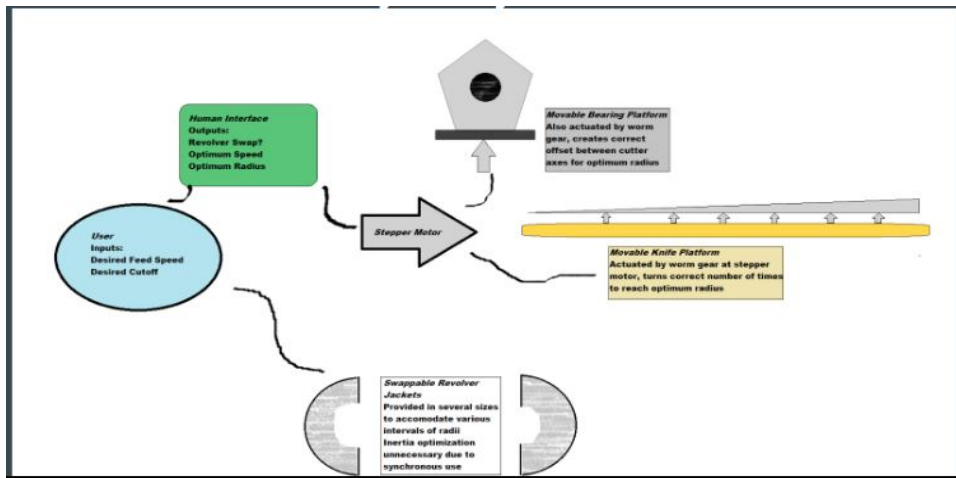 Human Interface
Outputs:
Revolver Swap?
Optimum Speed
Optimum Radius
Movable Bearing Platform
Also actuated by worm
gear, creates correct
offset between cutter
axes for optimum radius
User
Inputs:
Desired Feed Speed
Desired Cutoff
Stepper Motor
Movable Knife Platform
Actuated by worm gear at stepper
motor, turns correct number of times
to reach optimum radius
Swappable Revolver
Jackets
Provided in several sizes
to accomodate various
intervals of radii
Inertia optimization
unnecessary due to
synchronous use